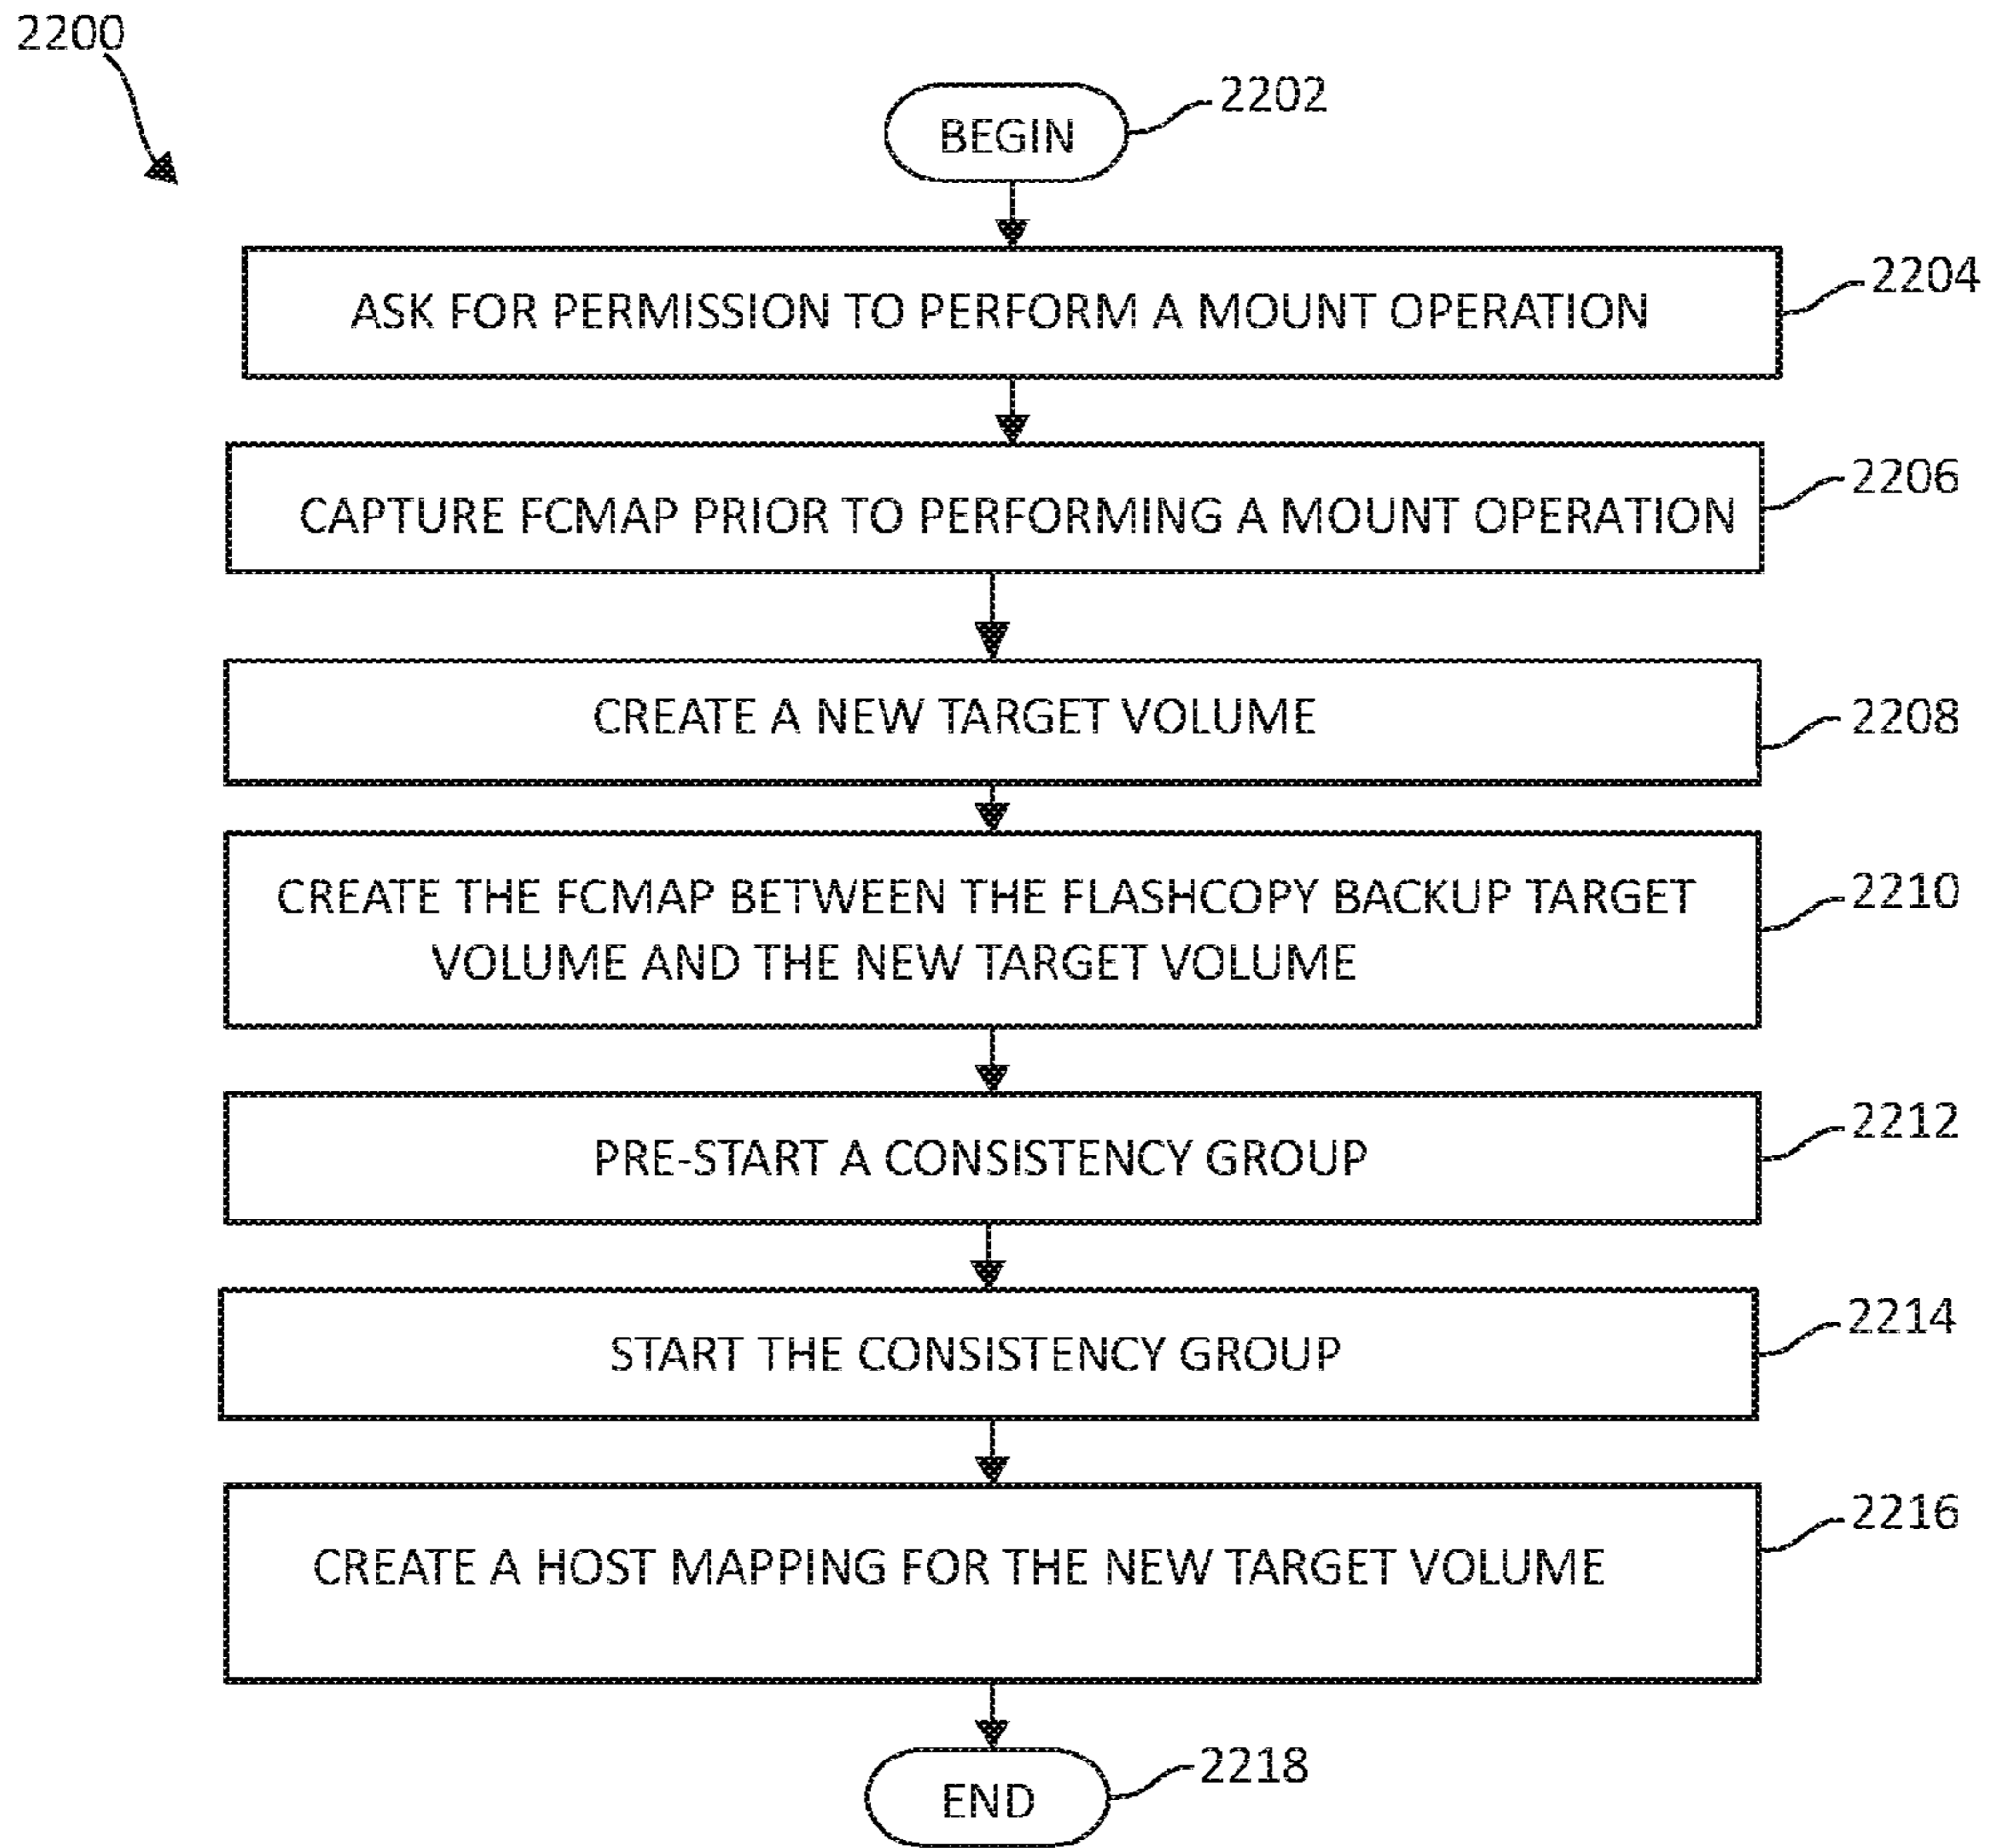 2200
BEGIN
2202
ASK FOR PERMISSION TO PERFORM A MOUNT OPERATION
2204
CAPTURE FCMAP PRIOR TO PERFORMING A MOUNT OPERATION
2206
CREATE A NEW TARGET VOLUME
2208
CREATE THE FCMAP BETWEEN THE FLASHCOPY BACKUP TARGET
VOLUME AND THE NEW TARGET VOLUME
2210
PRE-START A CONSISTENCY GROUP
2212
START THE CONSISTENCY GROUP
2214
CREATE A HOST MAPPING FOR THE NEW TARGET VOLUME
2216
END
2218